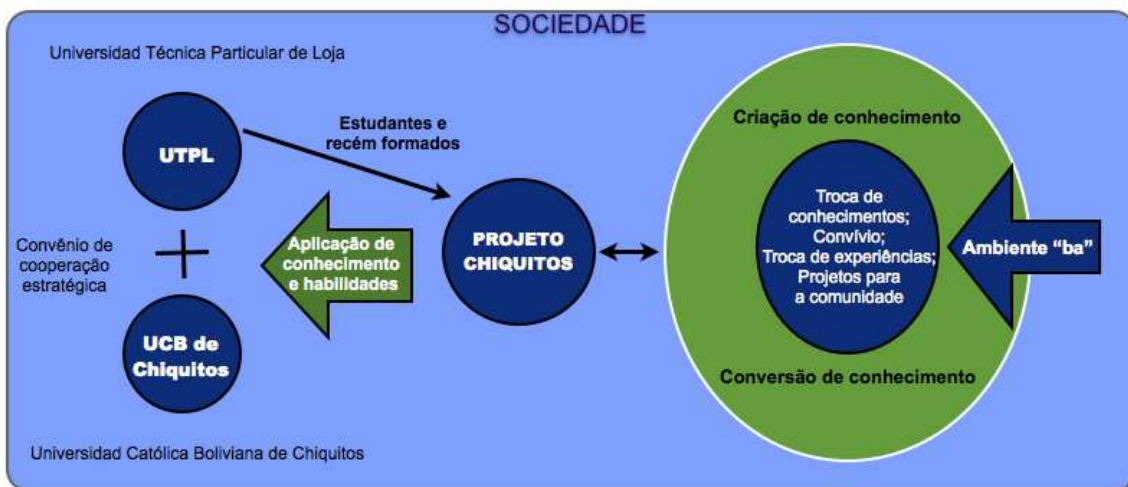 SOCIEDADE
Universidad Técnica Particular de Loja
UTPL
Estudantes e
recém formados
Convênio de
cooperação
estratégica
Aplicação de
conhecimento
e habilidades
PROJETO
CHIQUITOS
UCB de
Chiquitos
Universidad Católica Boliviana de Chiquitos
Criação de conhecimento
Troca de
conhecimentos;
Convívio;
Troca de experiências;
Projetos para
a comunidade
Ambiente “ba”
Conversão de conhecimento